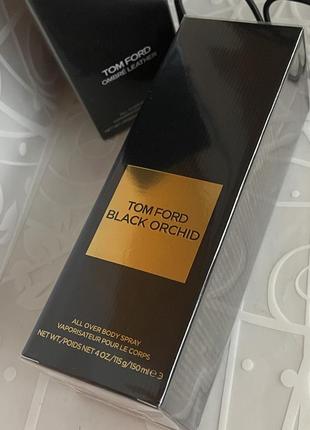 TOM FORD
OMBRE LEATHER
TOM FORD
BLACK ORCHID
ALL OVER BODY SPRAY
VAPORISATEUR POUR LE CORPS
NET WT/POIDS NET 4 OZ./115 g/150 ml e 3